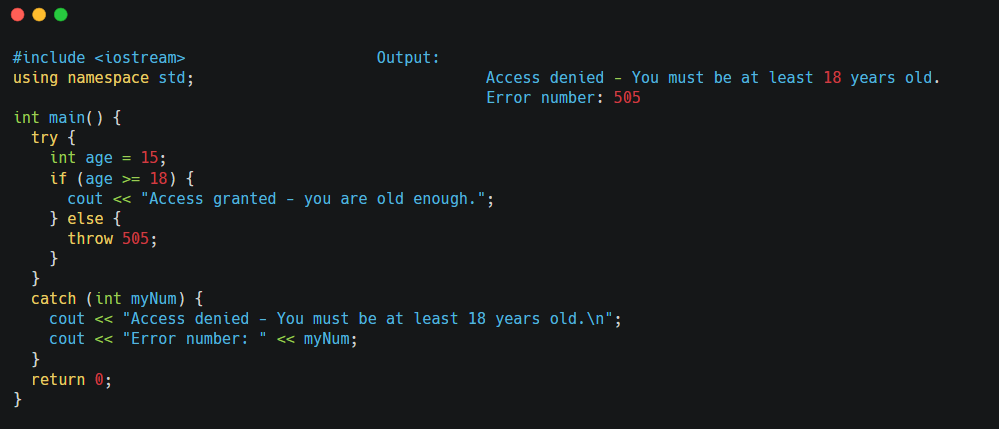 #include <iostream> Output:
using namespace std; Access denied - You must be at least 18 years old.
Error number: 505
int main() {
try {
int age = 15;
if (age >= 18) {
cout << "Access granted - you are old enough.";
} else {
throw 505;
}
}
catch (int myNum) {
cout << "Access denied - You must be at least 18 years old.\n";
cout << "Error number: " << myNum;
}
return 0;
}